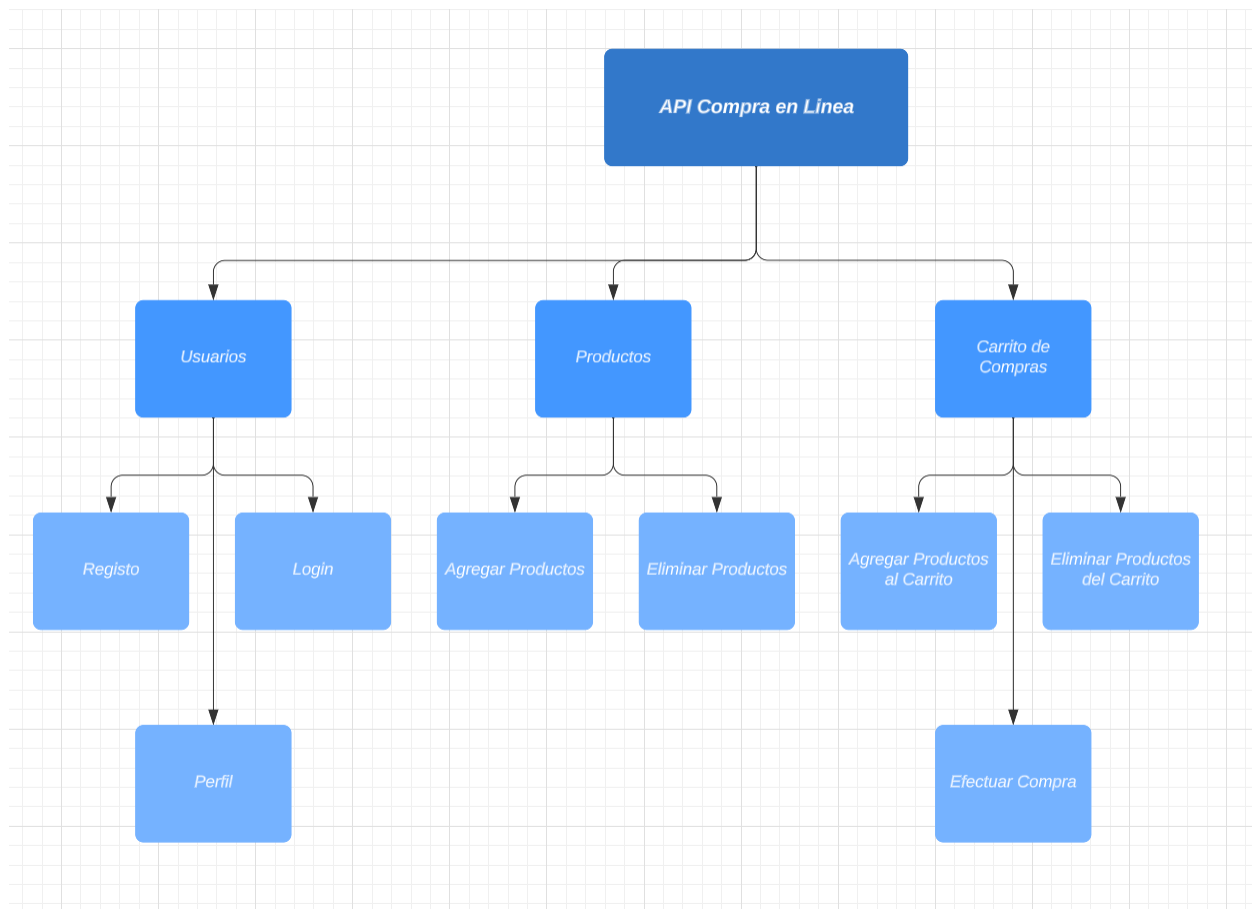 API Compra en Linea
Usuarios
Productos
Carrito de
Compras
Registo
Login
Agregar Productos
Eliminar Productos
Agregar Productos
al Carrito
Eliminar Productos
del Carrito
Perfil
Efectuar Compra